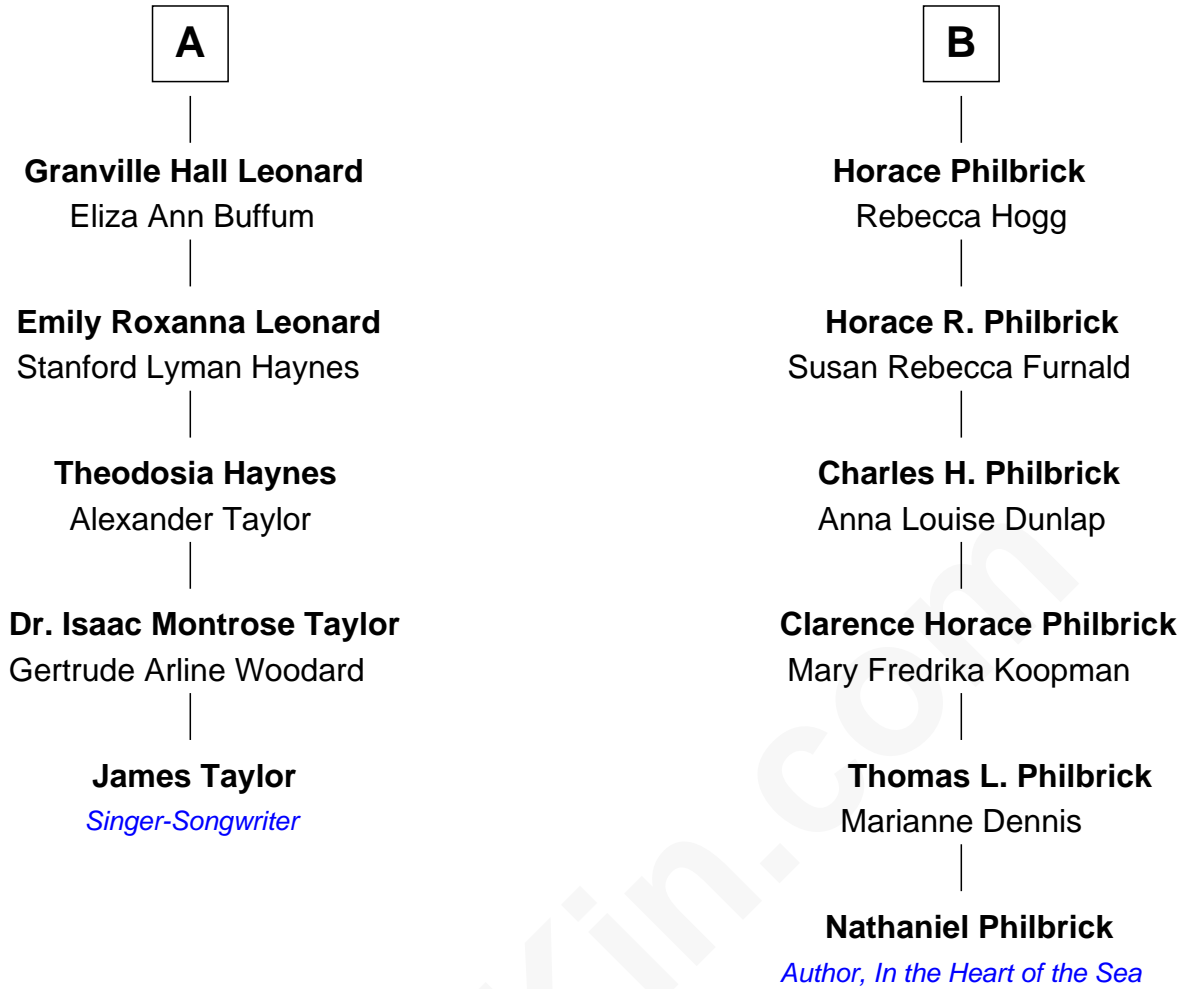 A
Granville Hall Leonard
Eliza Ann Buffum
Emily Roxanna Leonard
Stanford Lyman Haynes
Theodosia Haynes
Alexander Taylor
Dr. Isaac Montrose Taylor
Gertrude Arline Woodard
James Taylor
Singer-Songwriter
B
Horace Philbrick
Rebecca Hogg
Horace R. Philbrick
Susan Rebecca Furnald
Charles H. Philbrick
Anna Louise Dunlap
Clarence Horace Philbrick
Mary Fredrika Koopman
Thomas L. Philbrick
Marianne Dennis
Nathaniel Philbrick
Author, In the Heart of the Sea
Kin.com